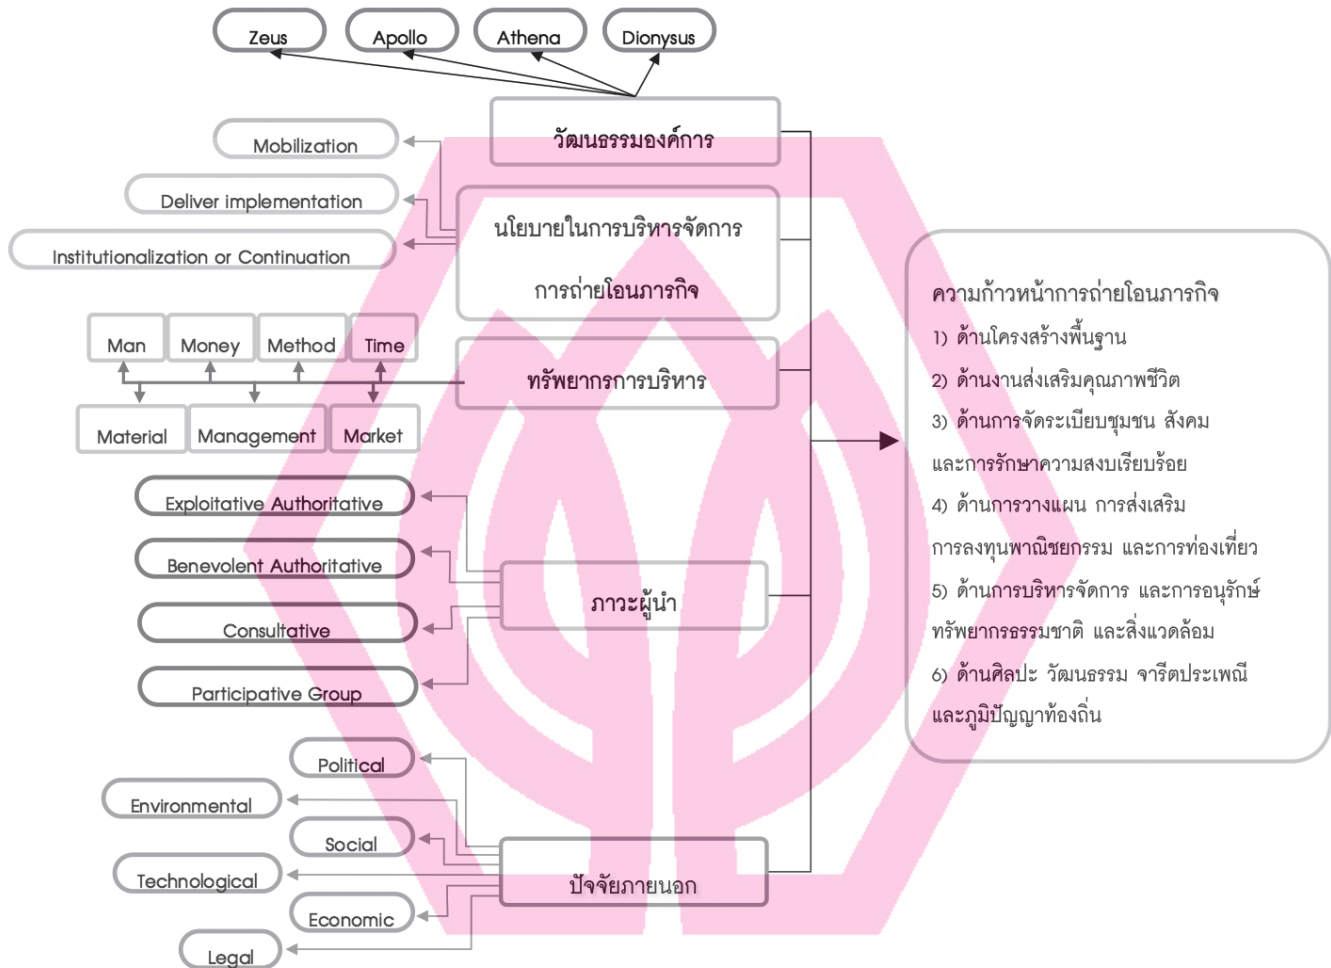 Zeus
Apollo
Athena
Dionysus
วัฒนธรรมองค์การ
Mobilization
Deliver implementation
Institutionalization or Continuation
นโยบายในการบริหารจัดการ
การถ่ายโอนภารกิจ
Man
Money
Method
Time
ทรัพยากรการบริหาร
Material
Management
Market
Exploitative Authoritative
Benevolent Authoritative
Consultative
Participative Group
ภาวะผู้นำ
Political
Environmental
Social
Technological
Economic
Legal
ปัจจัยภายนอก
ความก้าวหน้าการถ่ายโอนภารกิจ
1) ด้านโครงสร้างพื้นฐาน
2) ด้านงานส่งเสริมคุณภาพชีวิต
3) ด้านการจัดระเบียบชุมชน สังคม
และการรักษาความสงบเรียบร้อย
4) ด้านการวางแผน การส่งเสริม
การลงทุนพาณิชยกรรม และการท่องเที่ยว
5) ด้านการบริหารจัดการ และการอนุรักษ์
ทรัพยากรธรรมชาติ และสิ่งแวดล้อม
6) ด้านศิลปะ วัฒนธรรม จารีตประเพณี
และภูมิปัญญาท้องถิ่น